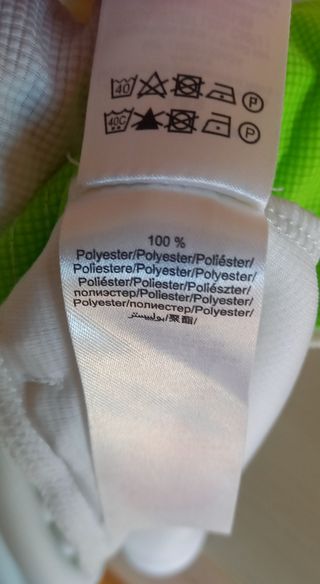 40
P
40C
P
100 %
Polyester/Polyester/Poliéster/
Poliestere/Polyester/Polyester/
Poliéster/Poliester/Poliészter/
полиэстер/Poliester/Polyester/
Polyester/полиестер/Polyester/
بوليستر/聚酯/